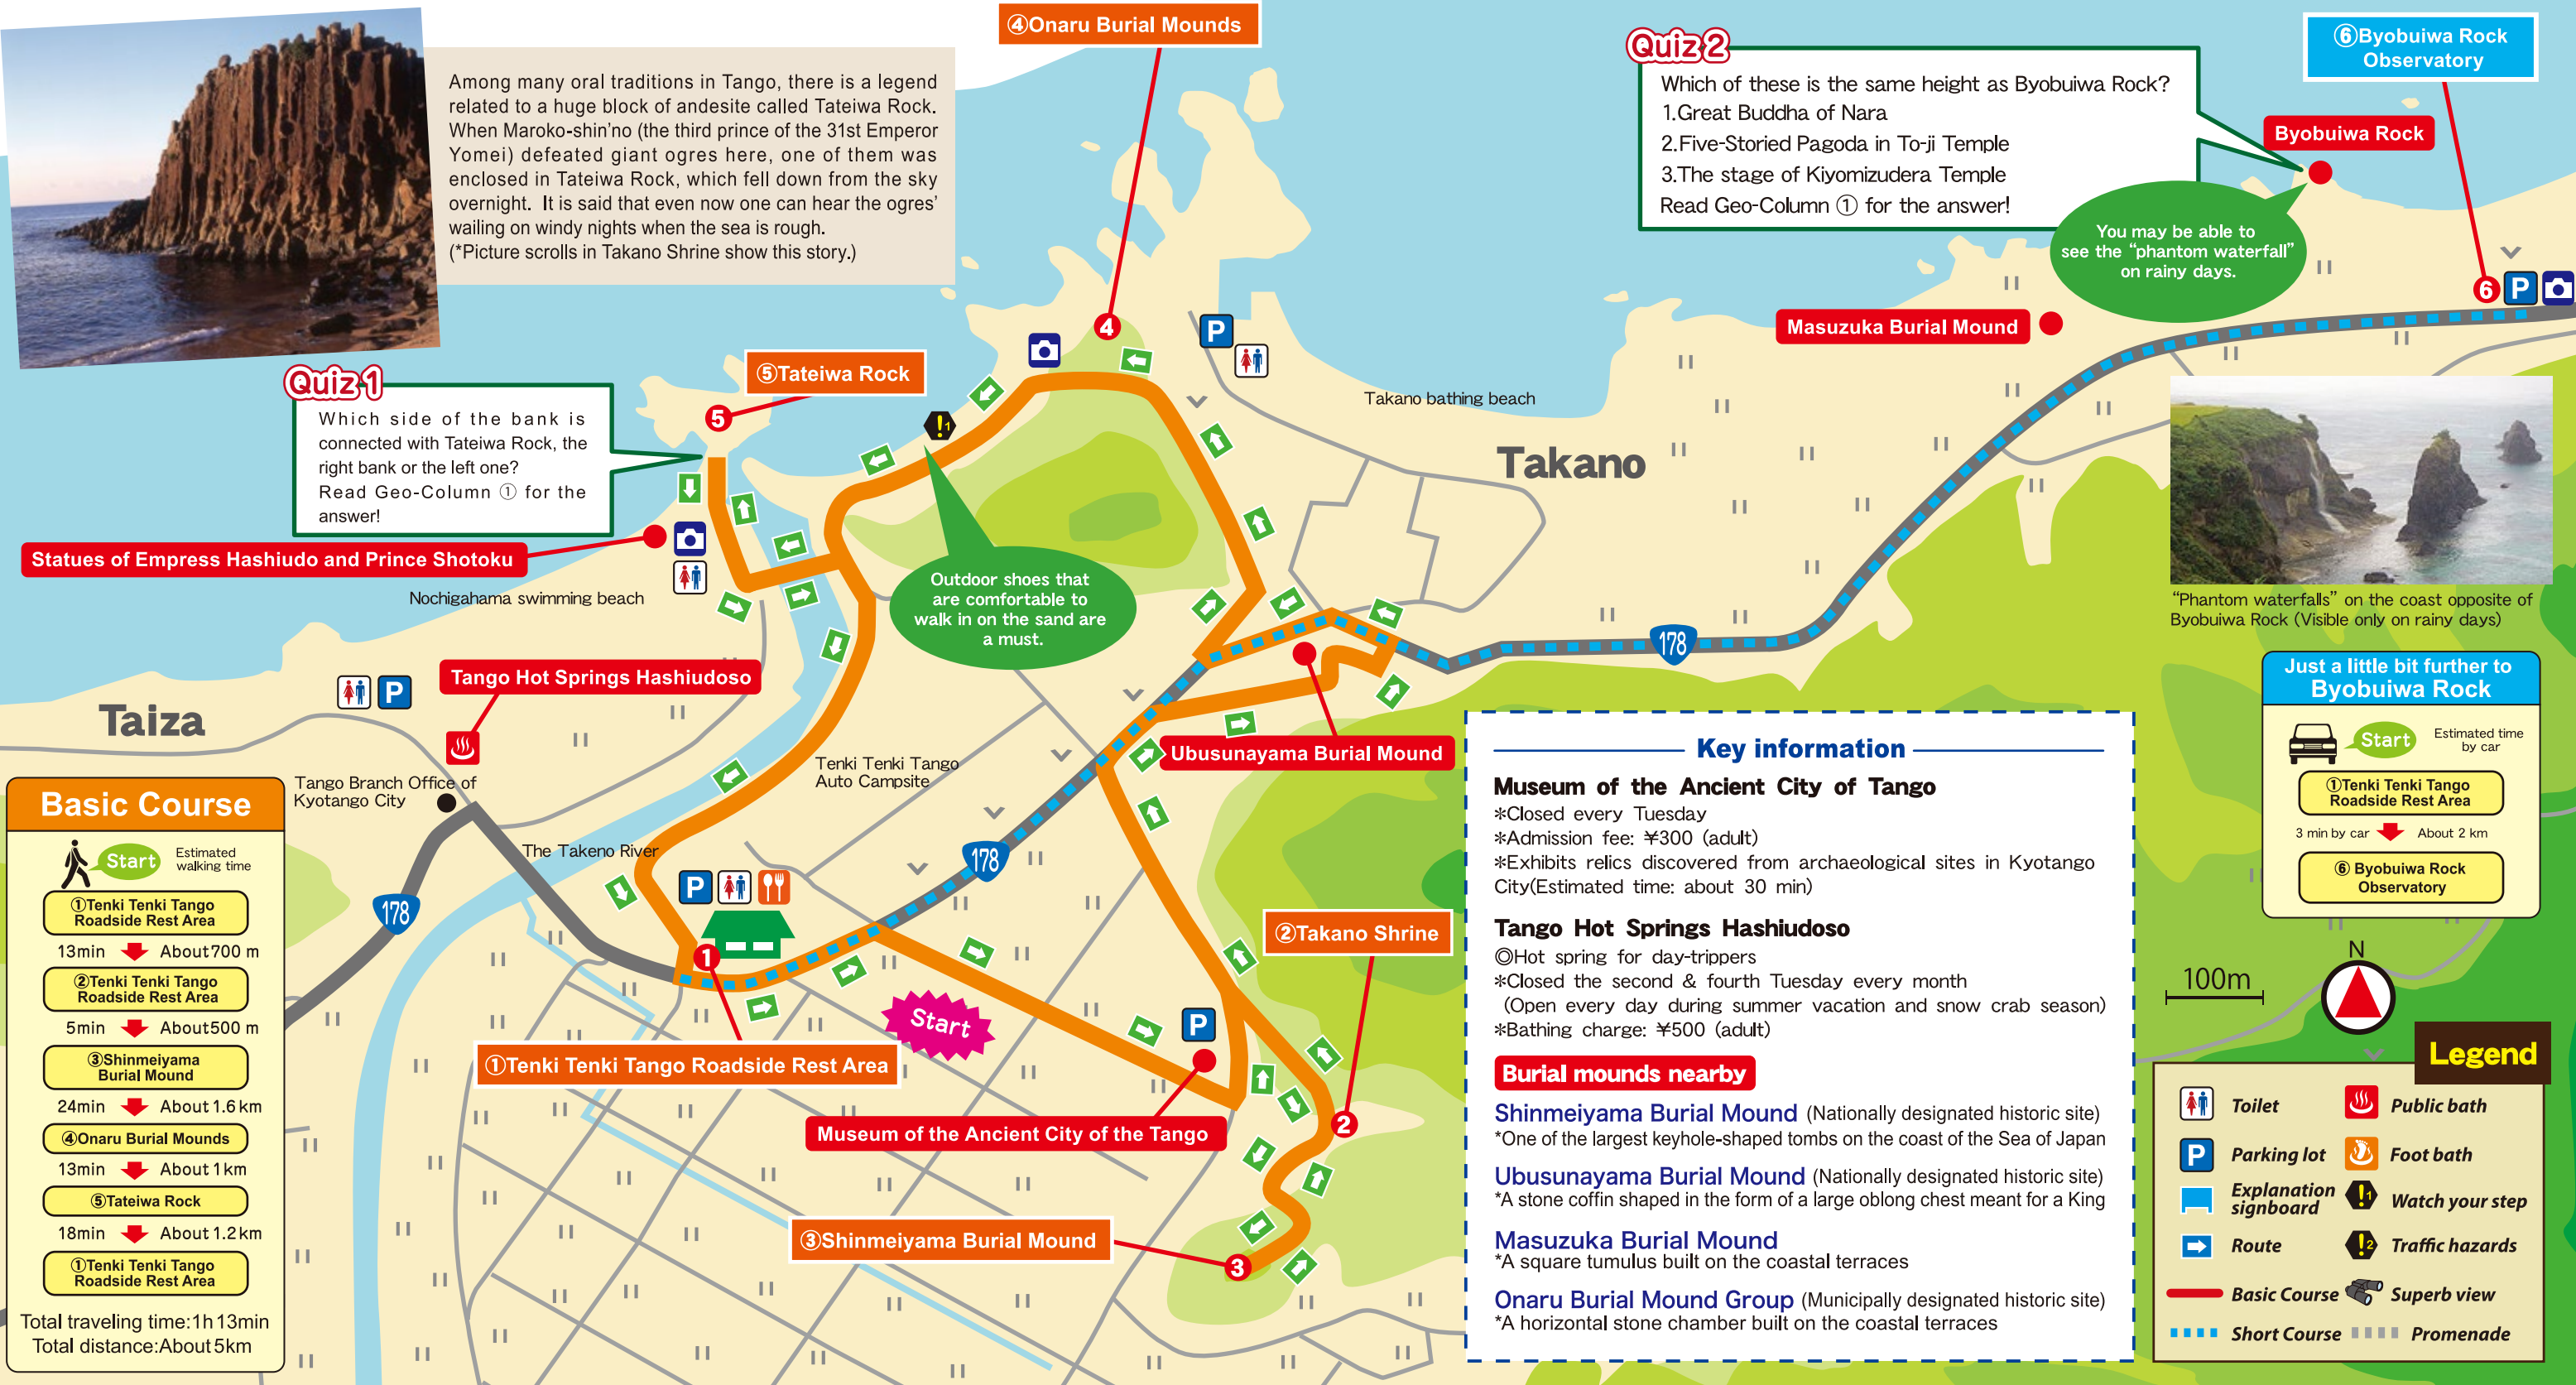 ④Onaru Burial Mounds
Among many oral traditions in Tango, there is a legend
related to a huge block of andesite called Tateiwa Rock.
When Maroko-shin'no (the third prince of the 31st Emperor
Yomei) defeated giant ogres here, one of them was
enclosed in Tateiwa Rock, which fell down from the sky
overnight. It is said that even now one can hear the ogres'
wailing on windy nights when the sea is rough.
(*Picture scrolls in Takano Shrine show this story.)
Quiz 2
Which of these is the same height as Byobuiwa Rock?
1.Great Buddha of Nara
2.Five-Storied Pagoda in To-ji Temple
3.The stage of Kiyomizudera Temple
Read Geo-Column ① for the answer!
⑥Byobuiwa Rock
Observatory
Byobuiwa Rock
You may be able to
see the “phantom waterfall”
on rainy days.
6
P
Masuzuka Burial Mound
4
P
⑤Tateiwa Rock
5
Quiz 1
Which side of the bank is
connected with Tateiwa Rock, the
right bank or the left one?
Read Geo-Column ① for the
answer!
!1
Takano bathing beach
Takano
Statues of Empress Hashiudo and Prince Shotoku
Nochigahama swimming beach
Outdoor shoes that
are comfortable to
walk in on the sand are
a must.
“Phantom waterfalls” on the coast opposite of
Byobuiwa Rock (Visible only on rainy days)
178
Tango Hot Springs Hashiudoso
P
Taiza
Ubusunayama Burial Mound
Tenki Tenki Tango
Auto Campsite
Tango Branch Office of
Kyotango City
The Takeno River
178
178
P
1
Start
①Tenki Tenki Tango Roadside Rest Area
P
②Takano Shrine
2
Museum of the Ancient City of the Tango
③Shinmeiyama Burial Mound
3
Basic Course
Start
Estimated
walking time
①Tenki Tenki Tango
Roadside Rest Area
13min About700 m
②Tenki Tenki Tango
Roadside Rest Area
5min About500 m
③Shinmeiyama
Burial Mound
24min About 1.6 km
④Onaru Burial Mounds
13min About 1km
⑤Tateiwa Rock
18min About 1.2km
①Tenki Tenki Tango
Roadside Rest Area
Total traveling time:1h 13min
Total distance:About 5km
Key information
Museum of the Ancient City of Tango
*Closed every Tuesday
*Admission fee: ¥300 (adult)
*Exhibits relics discovered from archaeological sites in Kyotango
City(Estimated time: about 30 min)
Tango Hot Springs Hashiudoso
◎Hot spring for day-trippers
*Closed the second & fourth Tuesday every month
(Open every day during summer vacation and snow crab season)
*Bathing charge: ¥500 (adult)
Burial mounds nearby
Shinmeiyama Burial Mound (Nationally designated historic site)
*One of the largest keyhole-shaped tombs on the coast of the Sea of Japan
Ubusunayama Burial Mound (Nationally designated historic site)
*A stone coffin shaped in the form of a large oblong chest meant for a King
Masuzuka Burial Mound
*A square tumulus built on the coastal terraces
Onaru Burial Mound Group (Municipally designated historic site)
*A horizontal stone chamber built on the coastal terraces
Just a little bit further to
Byobuiwa Rock
Start
Estimated time
by car
①Tenki Tenki Tango
Roadside Rest Area
3 min by car About 2 km
⑥ Byobuiwa Rock
Observatory
N
100m
Legend
Toilet
Public bath
P
Parking lot
Foot bath
Explanation
signboard
!1
Watch your step
Route
!2
Traffic hazards
Basic Course
Superb view
Short Course
Promenade